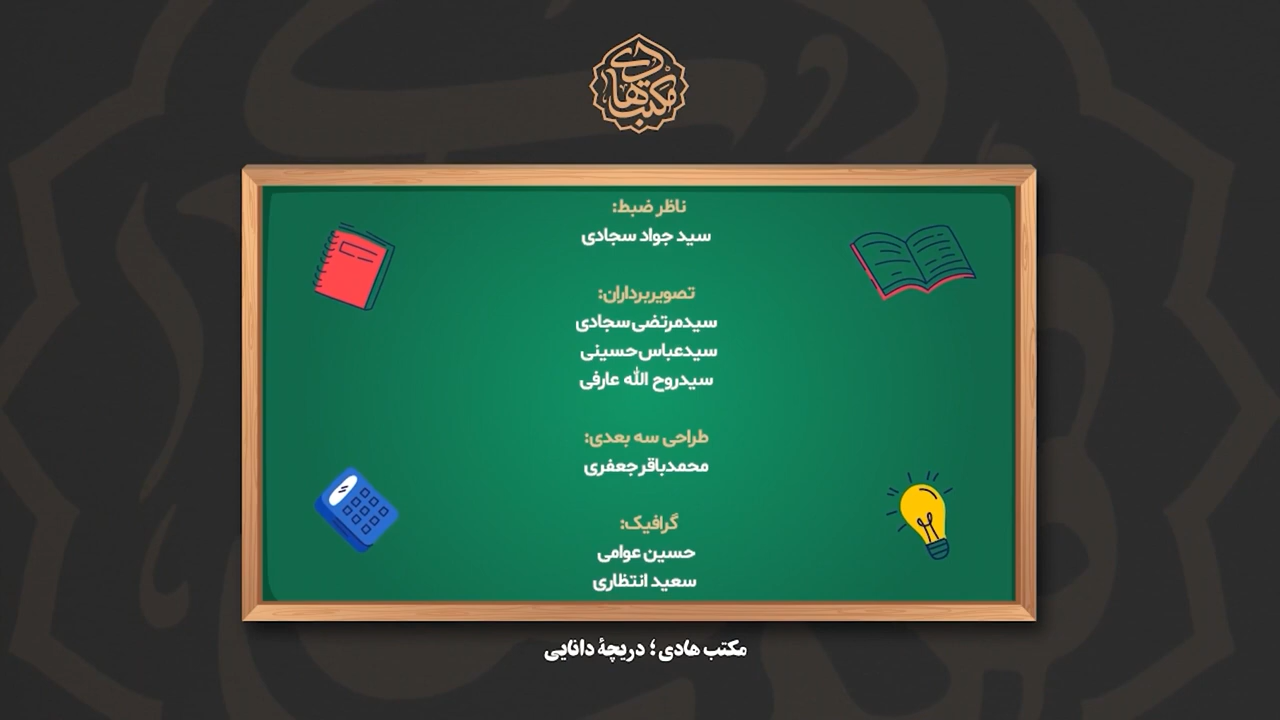 مکتب هادی
ناظر ضبط:
سید جواد سجادی
تصویربرداران:
سیدمرتضی سجادی
سیدعباس حسینی
سیدروح الله عارفی
طراحی سه بعدی:
محمدباقر جعفری
گرافیک:
حسین عوامی
سعید انتظاری
مکتب هادی؛ دریچهٔ دانایی